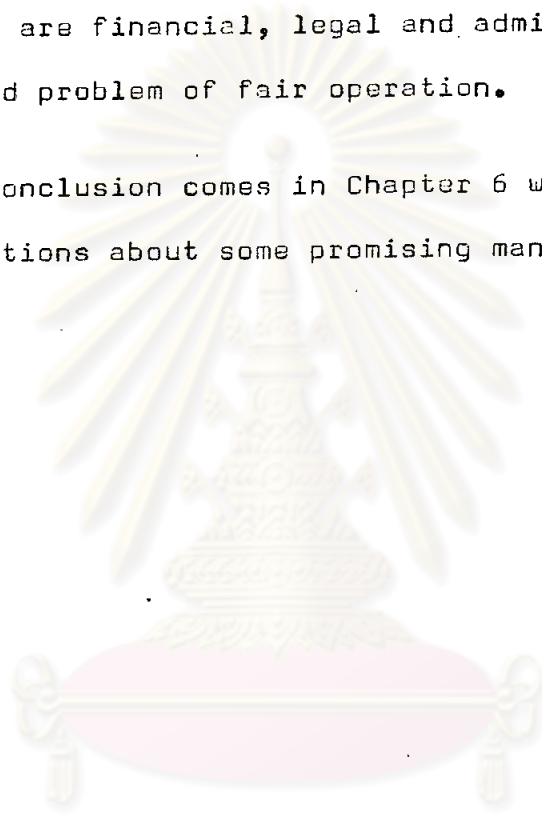 are financial, legal and admi
d problem of fair operation.
onclusion comes in Chapter 6 w
tions about some promising man